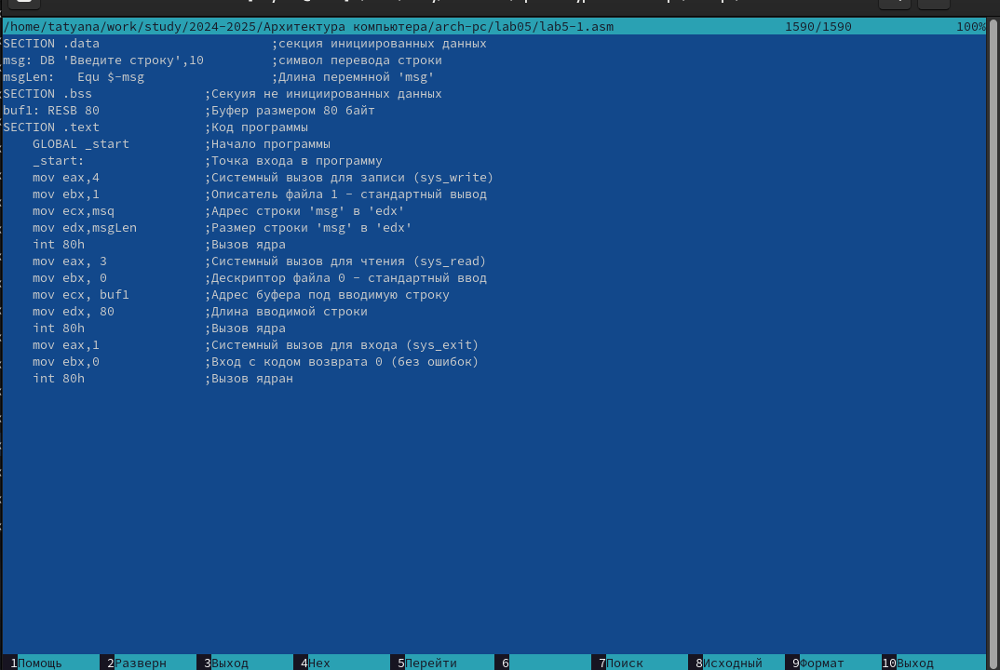 /home/tatyana/work/study/2024-2025/Архитектура компьютера/arch-pc/lab05/lab5-1.asm 1590/1590 100%
SECTION .data ;секция инициированных данных
msg: DB 'Введите строку',10 ;символ перевода строки
msgLen: Equ $-msg ;Длина перемнной 'msg'
SECTION .bss ;Секуия не инициированных данных
buf1: RESB 80 ;Буфер размером 80 байт
SECTION .text ;Код программы
GLOBAL _start ;Начало программы
_start: ;Точка входа в программу
mov eax,4 ;Системный вызов для записи (sys_write)
mov ebx,1 ;Описатель файла 1 - стандартный вывод
mov ecx,msq ;Адрес строки 'msg' в 'edx'
mov edx,msgLen ;Размер строки 'msg' в 'edx'
int 80h ;Вызов ядра
mov eax, 3 ;Системный вызов для чтения (sys_read)
mov ebx, 0 ;Дескриптор файла 0 - стандартный ввод
mov ecx, buf1 ;Адрес буфера под вводимую строку
mov edx, 80 ;Длина вводимой строки
int 80h ;Вызов ядра
mov eax,1 ;Системный вызов для входа (sys_exit)
mov ebx,0 ;Вход с кодом возврата 0 (без ошибок)
int 80h ;Вызов ядран
1Помощь 2Разверн 3Выход 4Hex 5Перейти 6 7Поиск 8Исходный 9Формат 10Выход